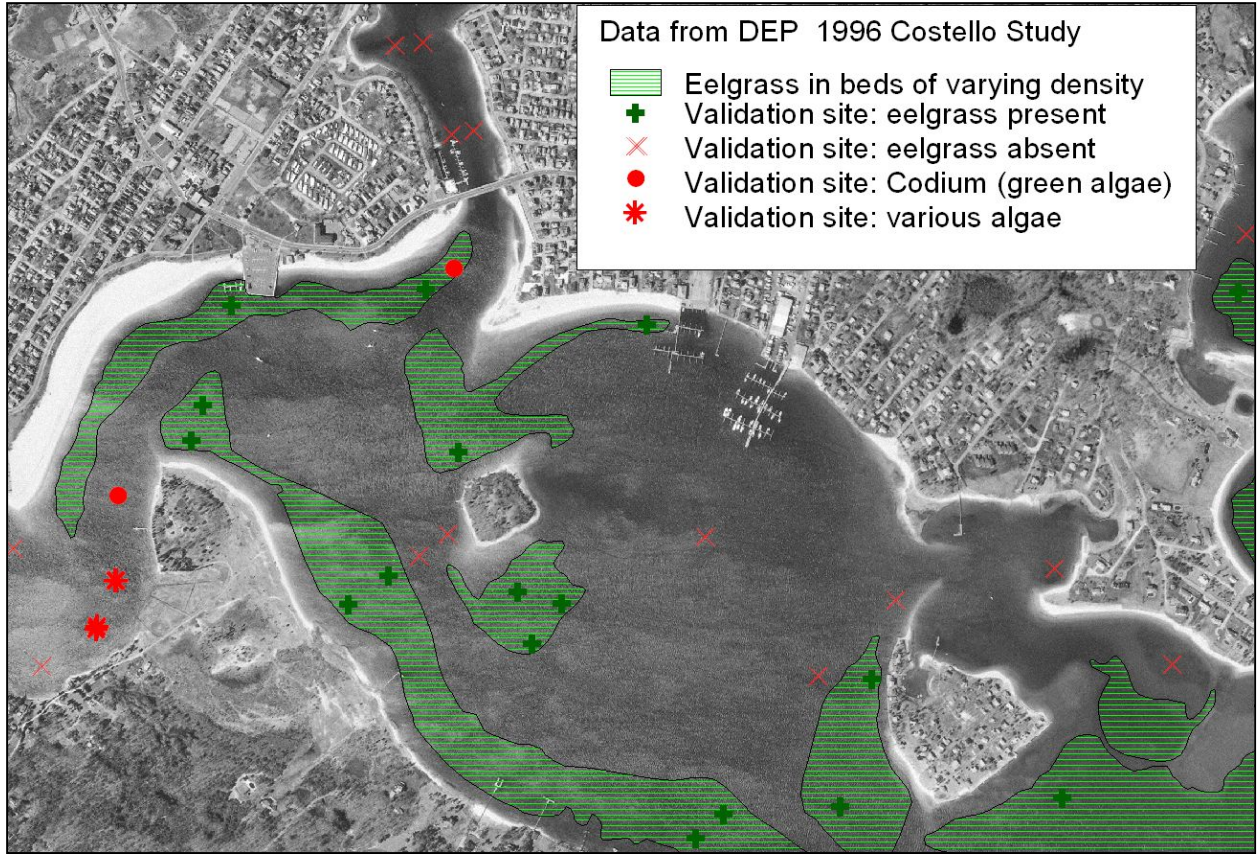 Data from DEP 1996 Costello Study
Eelgrass in beds of varying density
Validation site: eelgrass present
Validation site: eelgrass absent
Validation site: Codium (green algae)
Validation site: various algae